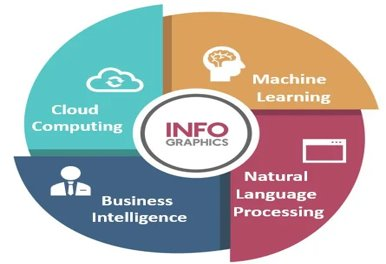 Cloud
Computing
Machine
Learning
INFO
GRAPHICS
Business
Intelligence
Natural
Language
Processing